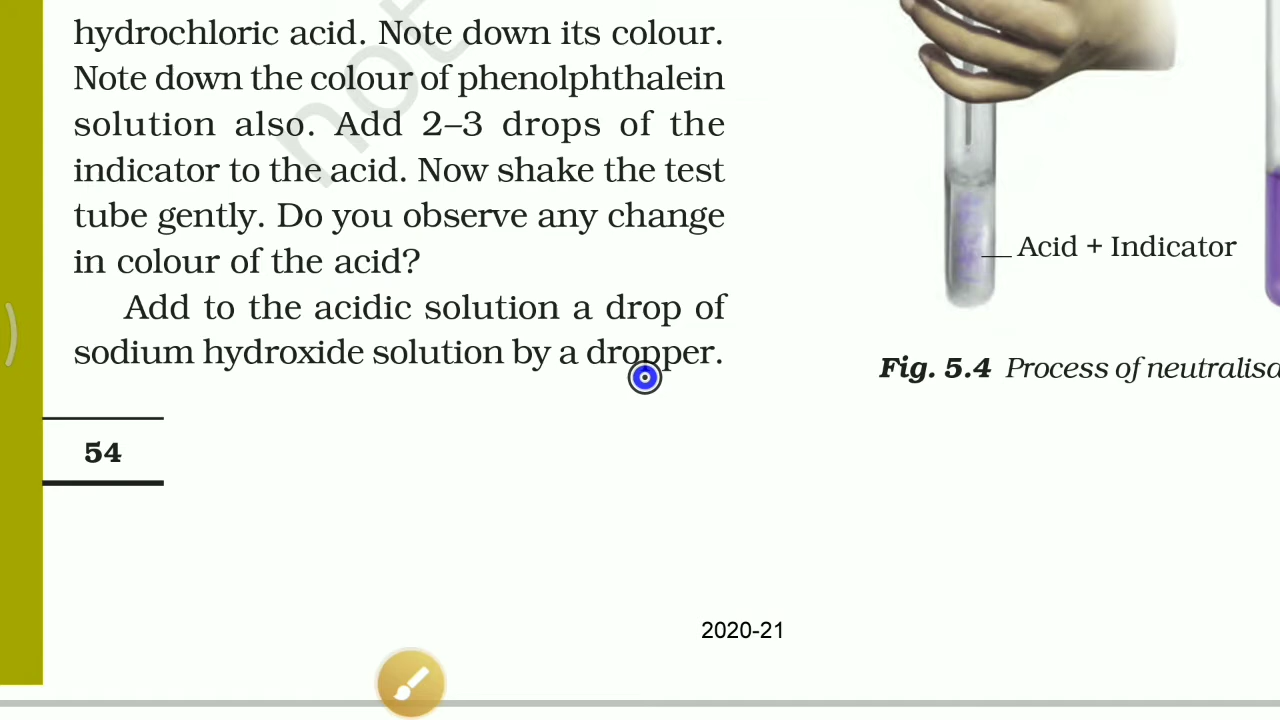 hydrochloric acid. Note down its colour.
Note down the colour of phenolphthalein
solution also. Add 2–3 drops of the
indicator to the acid. Now shake the test
tube gently. Do you observe any change
in colour of the acid?
Add to the acidic solution a drop of
sodium hydroxide solution by a dropper.
54
not
Acid + Indicator
Fig. 5.4 Process of neutralisa
2020-21